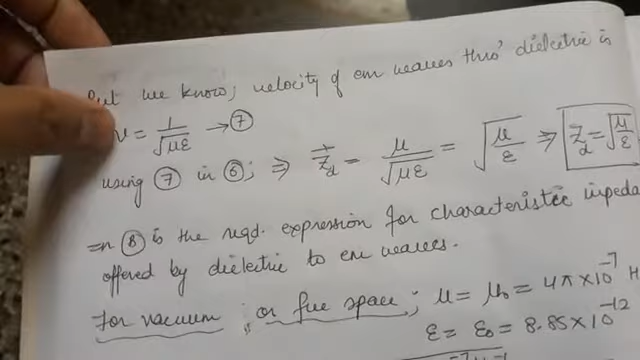 But we know; velocity of em waves thro' dielectric is
v = 1/√με → ⑦
using ⑦ in ⑥; ⇒ Z_d = μ/√με = √μ/ε ⇒ Z_d = √μ/ε
⑧ is the reqd. expression for characteristic impeda
offered by dielectric to em waves.
For vacuum or free space; μ = μ₀ = 4π×10⁻⁷ H
ε = ε₀ = 8.85×10⁻¹²